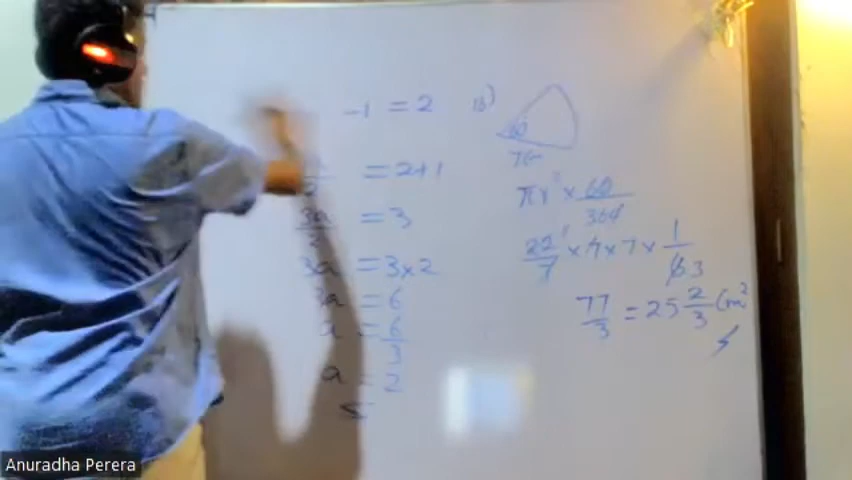 -1 = 2
= 2+1
3a/2 = 3
3a = 3×2
3a = 6
a = 6/3
a = 2
60°
πr² × 60/360
22/7 × 7 × 7 × 1/6 3
77/3 = 25 2/3 Cm²
Anuradha Perera